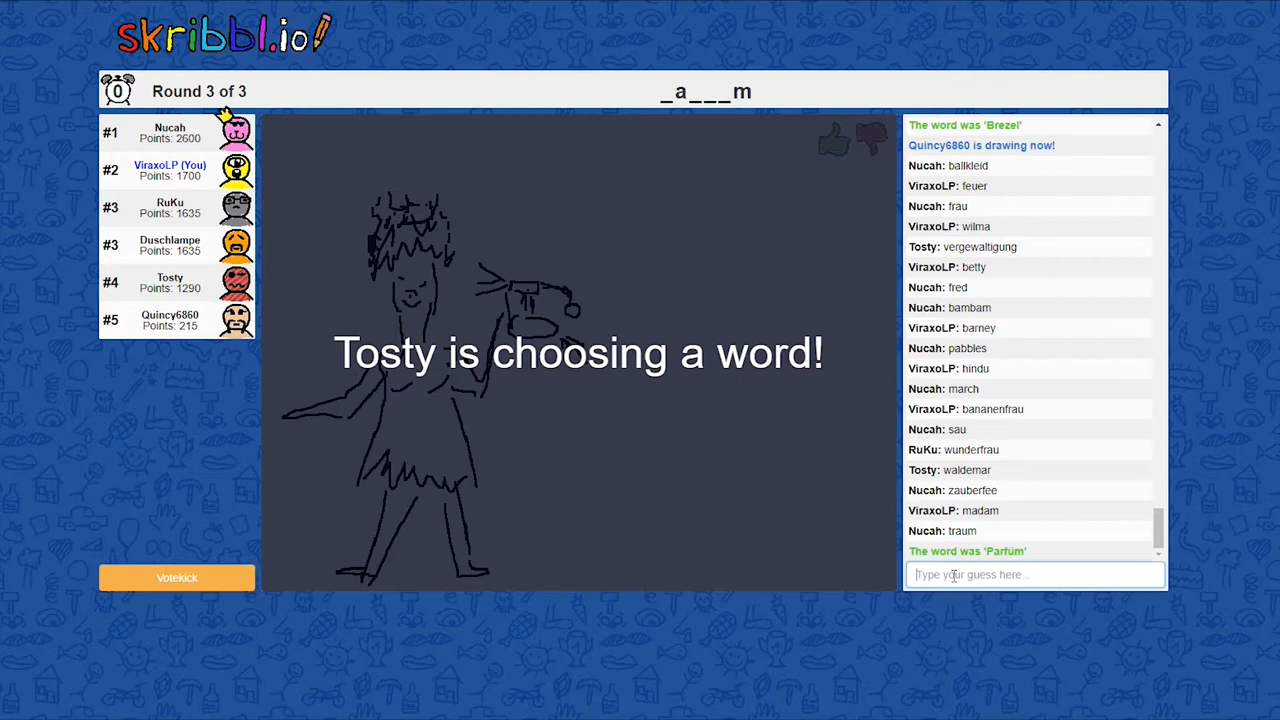 skribbl.io!
0
Round 3 of 3
_a___m
#1
Nucah
Points: 2600
#2
ViraxoLP (You)
Points: 1700
#3
RuKu
Points: 1635
#3
Duschlampe
Points: 1635
#4
Tosty
Points: 1290
#5
Quincy6860
Points: 215
Votekick
Tosty is choosing a word!
The word was 'Brezel'
Quincy6860 is drawing now!
Nucah: ballkleid
ViraxoLP: feuer
Nucah: frau
ViraxoLP: wilma
Tosty: vergewaltigung
ViraxoLP: betty
Nucah: fred
Nucah: bambam
ViraxoLP: barney
Nucah: pabbles
ViraxoLP: hindu
Nucah: march
ViraxoLP: bananenfrau
Nucah: sau
RuKu: wunderfrau
Tosty: waldemar
Nucah: zauberfee
ViraxoLP: madam
Nucah: traum
The word was 'Parfüm'
Type your guess here...